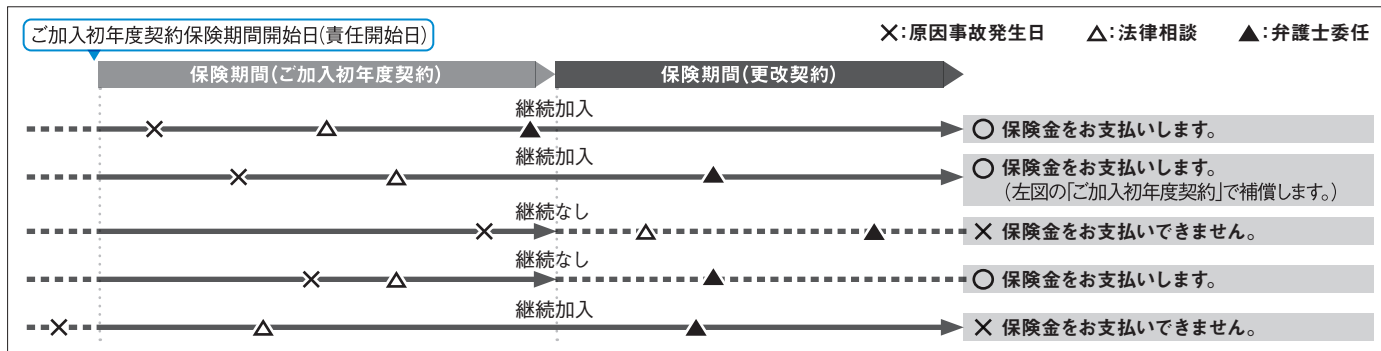 ご加入初年度契約保険期間開始日(責任開始日)
×:原因事故発生日 △:法律相談 ▲:弁護士委任
保険期間(ご加入初年度契約) 保険期間(更改契約)
継続加入
○ 保険金をお支払いします。
継続加入
○ 保険金をお支払いします。
(左図の「ご加入初年度契約」で補償します。)
継続なし
× 保険金をお支払いできません。
継続なし
○ 保険金をお支払いします。
継続加入
× 保険金をお支払いできません。